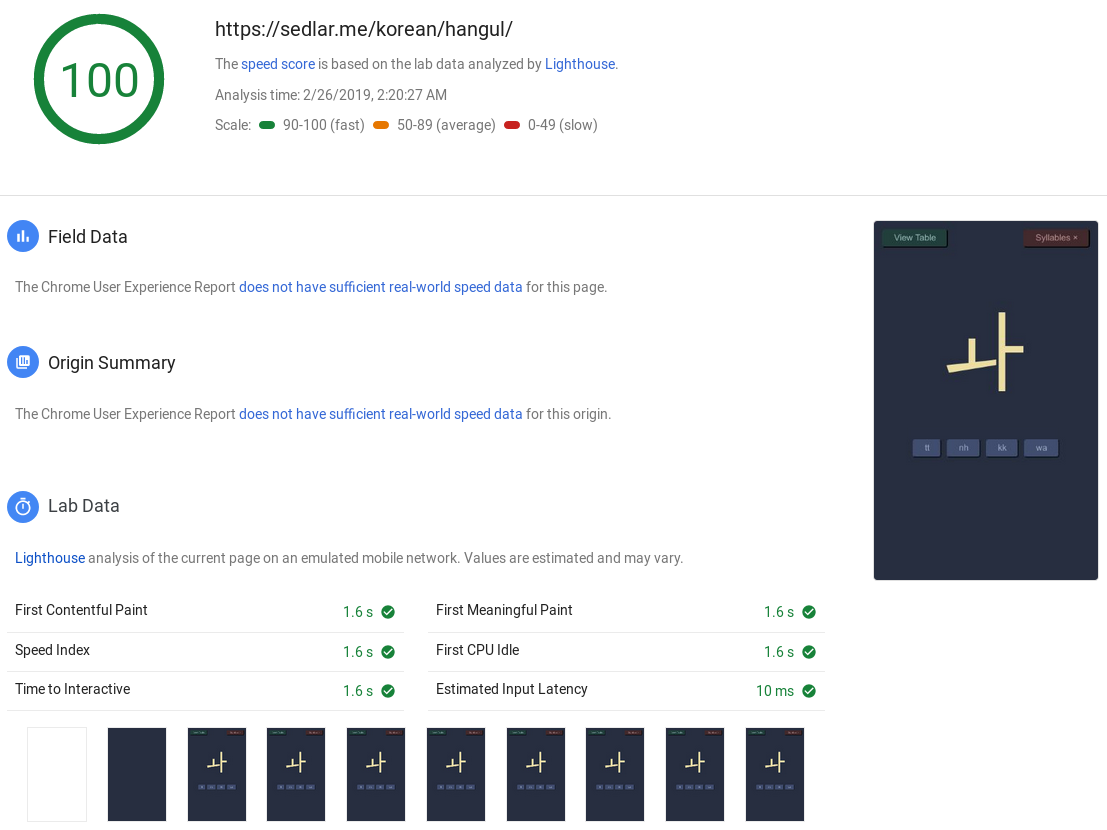 100
https://sedlar.me/korean/hangul/
The speed score is based on the lab data analyzed by Lighthouse.
Analysis time: 2/26/2019, 2:20:27 AM
Scale: 90-100 (fast) 50-89 (average) 0-49 (slow)
Field Data
The Chrome User Experience Report does not have sufficient real-world speed data for this page.
Origin Summary
The Chrome User Experience Report does not have sufficient real-world speed data for this origin.
Lab Data
Lighthouse analysis of the current page on an emulated mobile network. Values are estimated and may vary.
First Contentful Paint 1.6 s
First Meaningful Paint 1.6 s
Speed Index 1.6 s
First CPU Idle 1.6 s
Time to Interactive 1.6 s
Estimated Input Latency 10 ms
View Table Syllables ×
ㅘ
tt nh kk wa